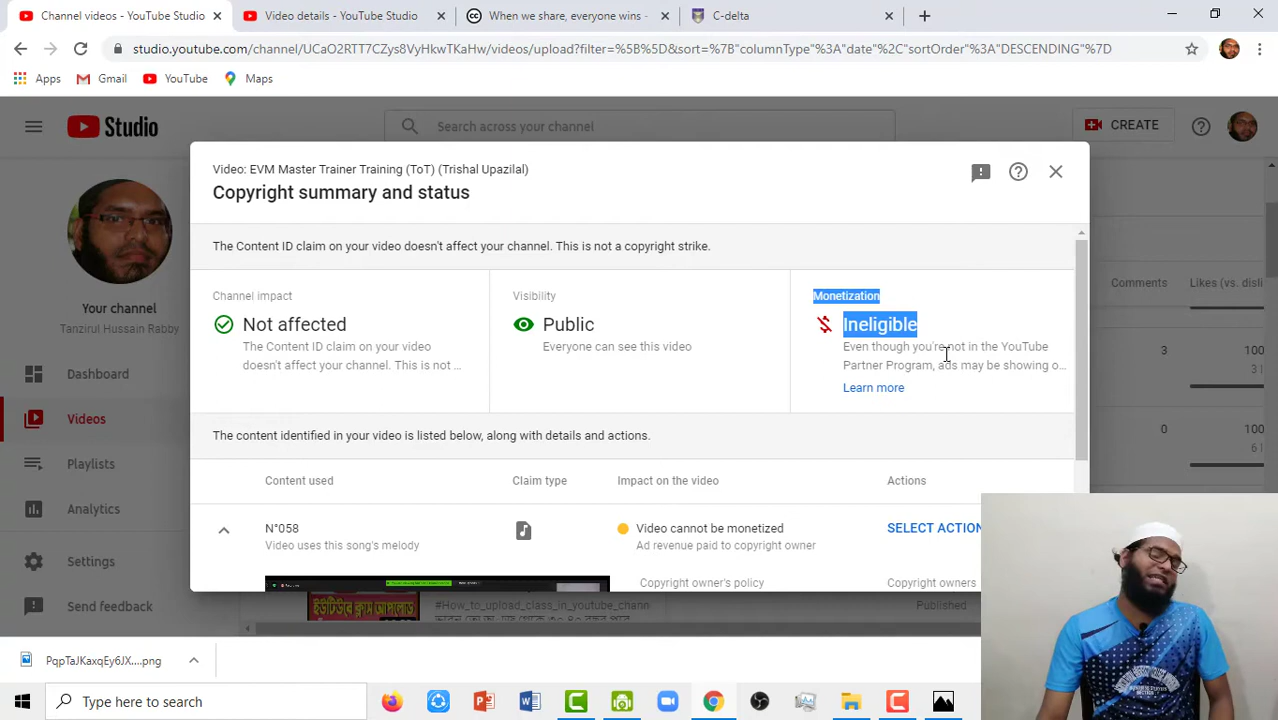 Channel videos - YouTube Studio
Video details - YouTube Studio
When we share, everyone wins -
C-delta
studio.youtube.com/channel/UCaO2RTT7CZys8VyHkwTKaHw/videos/upload?filter=%5B%5D&sort=%7B"columnType"%3A"date"%2C"sortOrder"%3A"DESCENDING"%7D
Apps
Gmail
YouTube
Maps
Studio
Search across your channel
CREATE
Your channel
Tanzirul Hussain Rabby
Dashboard
Videos
Playlists
Analytics
Settings
Send feedback
Video: EVM Master Trainer Training (ToT) (Trishal Upazilal)
Copyright summary and status
The Content ID claim on your video doesn't affect your channel. This is not a copyright strike.
Channel impact
Not affected
The Content ID claim on your video
doesn't affect your channel. This is not ...
Visibility
Public
Everyone can see this video
Monetization
Ineligible
Even though you're not in the YouTube
Partner Program, ads may be showing o...
Learn more
The content identified in your video is listed below, along with details and actions.
Content used
Claim type
Impact on the video
Actions
N°058
Video uses this song's melody
Video cannot be monetized
Ad revenue paid to copyright owner
SELECT ACTION
Copyright owner's policy
Copyright owners
Comments
Likes (vs. disli
3
100
0
100
6 l
ইউটিউবে ক্লাস আপলোড
#How_to_upload_class_in_youtube_chann
Published
PqpTaJKaxqEy6JX....png
Type here to search